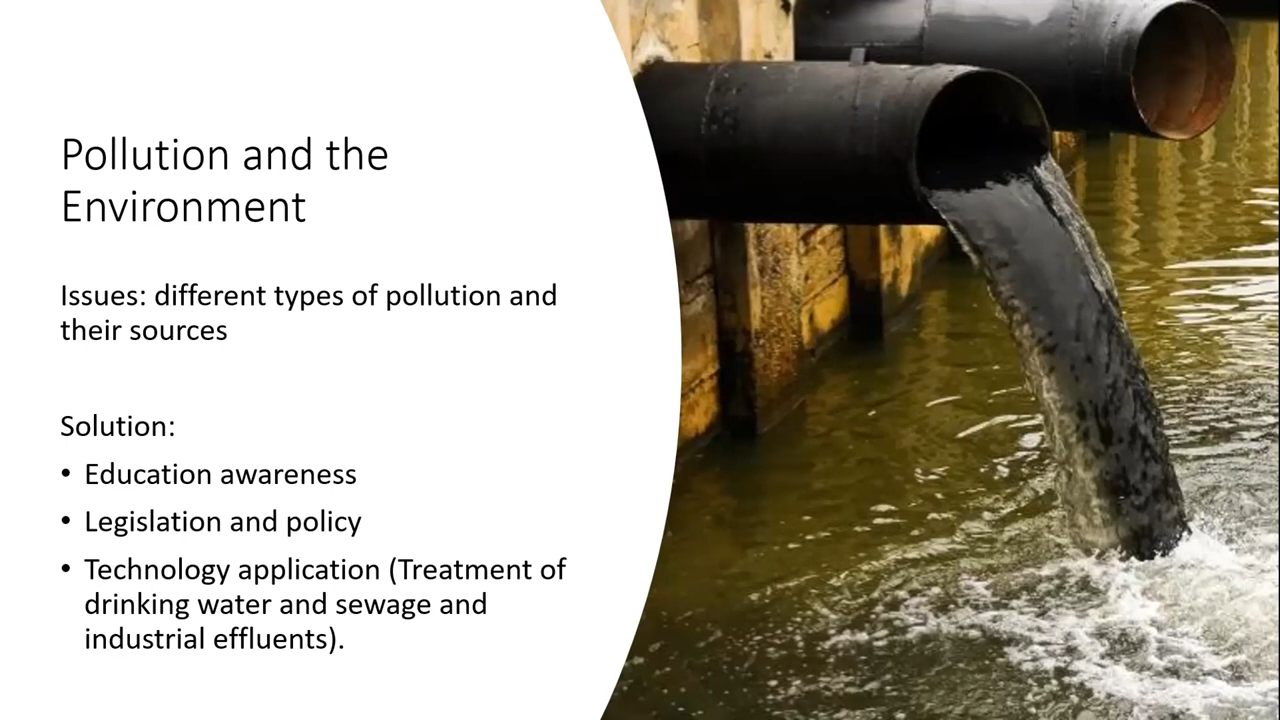 Pollution and the
Environment
Issues: different types of pollution and
their sources
Solution:
• Education awareness
• Legislation and policy
• Technology application (Treatment of
drinking water and sewage and
industrial effluents).